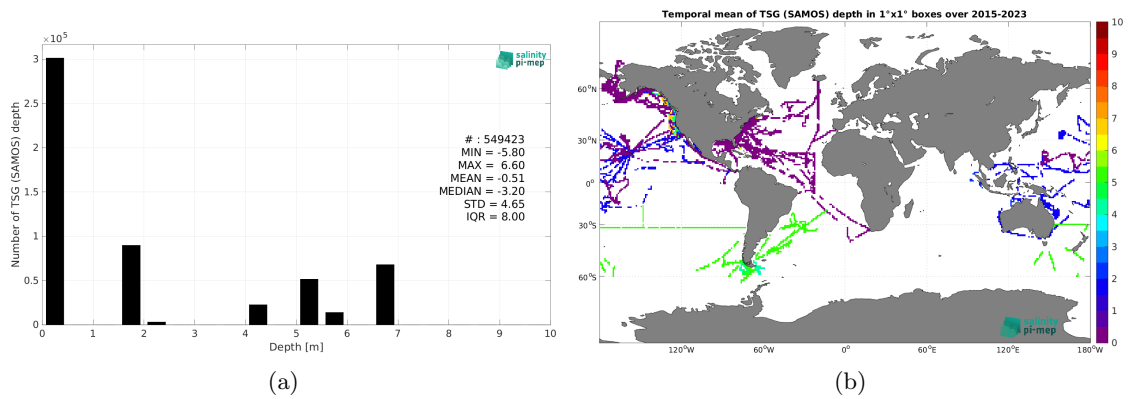 ×10⁵
3
2.5
2
1.5
1
0.5
0
0 1 2 3 4 5 6 7 8 9 10
Number of TSG (SAMOS) depth
Depth [m]
salinity
pi-mep
# : 549423
MIN = -5.80
MAX = 6.60
MEAN = -0.51
MEDIAN = -3.20
STD = 4.65
IQR = 8.00
(a)
Temporal mean of TSG (SAMOS) depth in 1°x1° boxes over 2015-2023
60°N
30°N
0°
30°S
60°S
120°W 60°W 0° 60°E 120°E 180°W
salinity
pi-mep
10
9
8
7
6
5
4
3
2
1
0
(b)